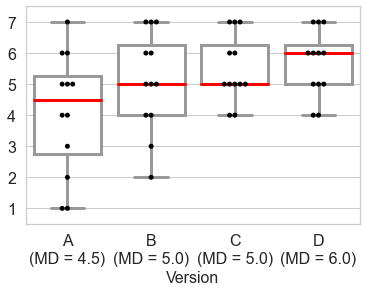 7
6
5
4
3
2
1
A B C D
(MD = 4.5) (MD = 5.0) (MD = 5.0) (MD = 6.0)
Version